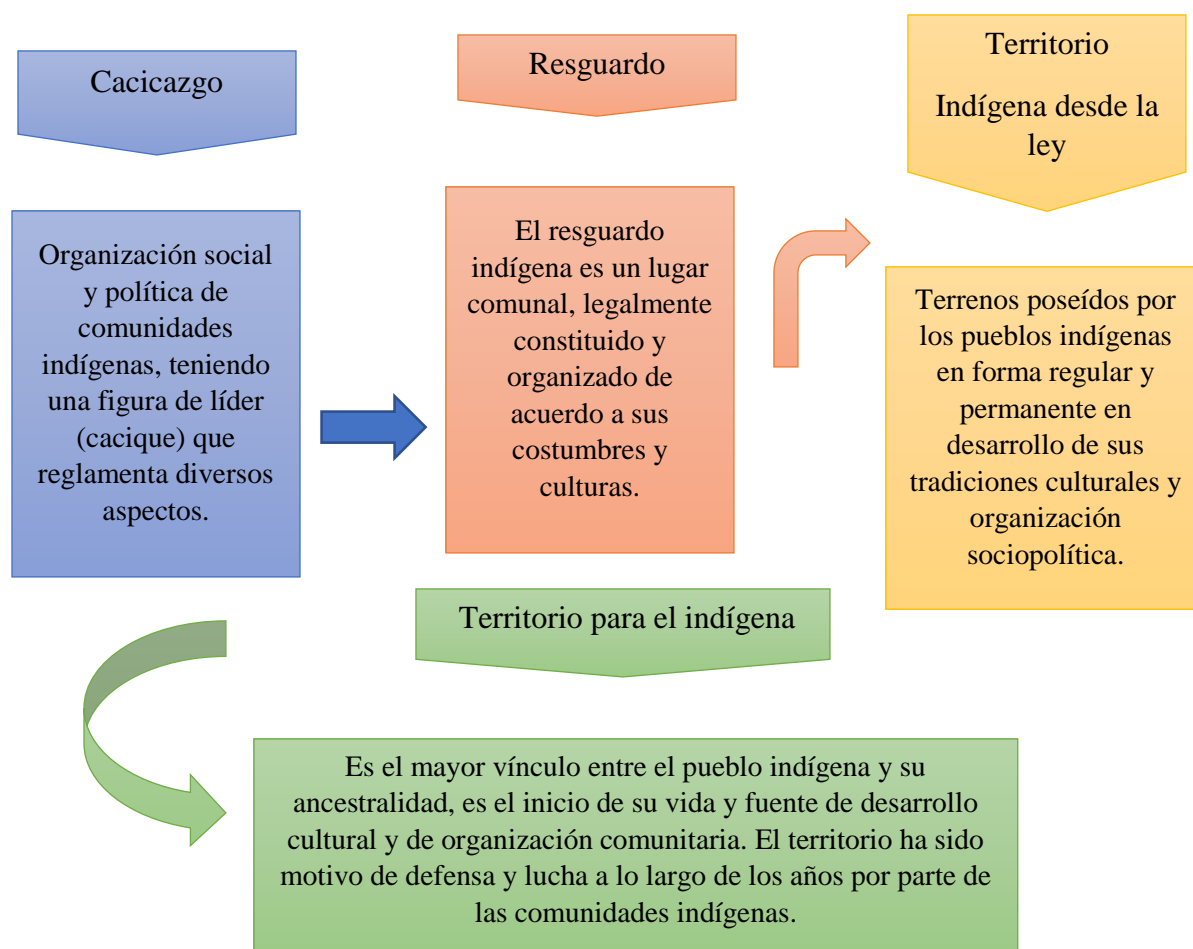 Cacicazgo
Organización social
y política de
comunidades
indígenas, teniendo
una figura de líder
(cacique) que
reglamenta diversos
aspectos.
Resguardo
El resguardo
indígena es un lugar
comunal, legalmente
constituido y
organizado de
acuerdo a sus
costumbres y
culturas.
Territorio
Indígena desde la
ley
Terrenos poseídos por
los pueblos indígenas
en forma regular y
permanente en
desarrollo de sus
tradiciones culturales y
organización
sociopolítica.
Territorio para el indígena
Es el mayor vínculo entre el pueblo indígena y su
ancestralidad, es el inicio de su vida y fuente de desarrollo
cultural y de organización comunitaria. El territorio ha sido
motivo de defensa y lucha a lo largo de los años por parte de
las comunidades indígenas.